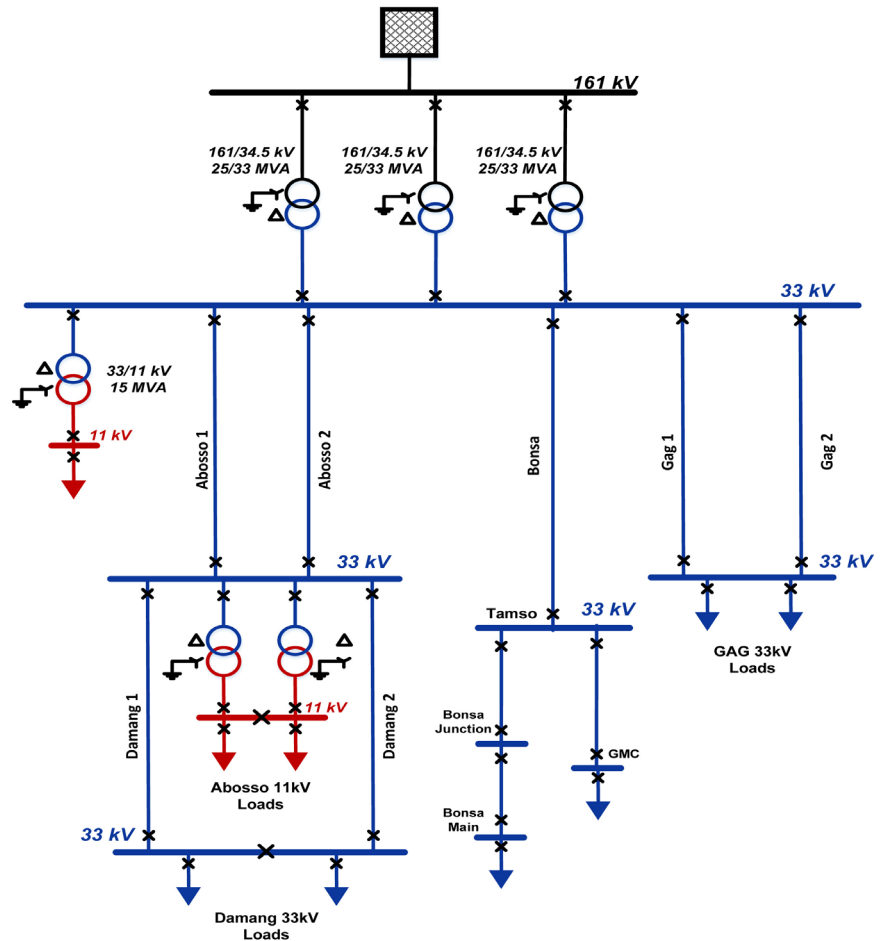 161 kV
161/34.5 kV
25/33 MVA
161/34.5 kV
25/33 MVA
161/34.5 kV
25/33 MVA
33 kV
33/11 kV
15 MVA
11 kV
Abosso 1
Abosso 2
Bonsa
Gag 1
Gag 2
33 kV
33 kV
Tamso
33 kV
GAG 33kV
Loads
Damang 1
Damang 2
11 kV
Abosso 11kV
Loads
Bonsa
Junction
GMC
Bonsa
Main
33 kV
Damang 33kV
Loads